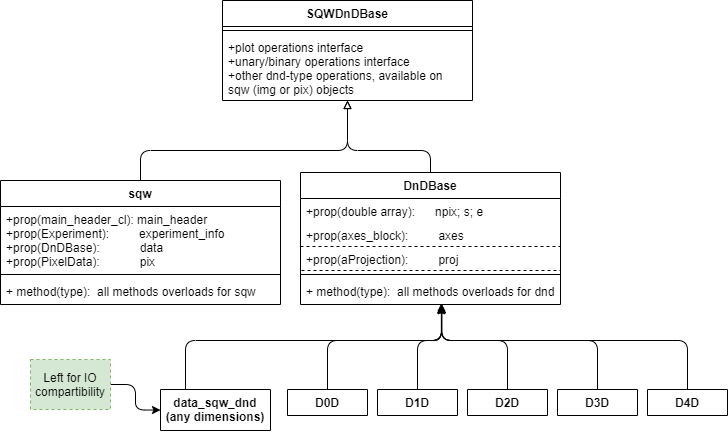 SQWDnDBase
+plot operations interface
+unary/binary operations interface
+other dnd-type operations, available on
sqw (img or pix) objects
sqw
+prop(main_header_cl): main_header
+prop(Experiment): experiment_info
+prop(DnDBase): data
+prop(PixelData): pix
+ method(type): all methods overloads for sqw
DnDBase
+prop(double array): npix; s; e
+prop(axes_block): axes
+prop(aProjection): proj
+ method(type): all methods overloads for dnd
Left for IO
compartibility
data_sqw_dnd
(any dimensions)
D0D
D1D
D2D
D3D
D4D